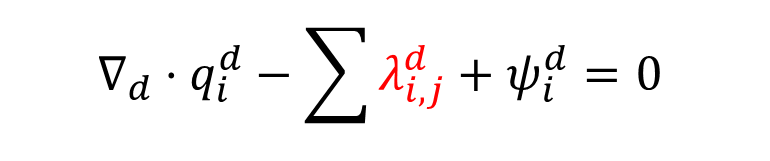 ∇_d · q_i^d − ∑ λ_{i,j}^d + ψ_i^d = 0